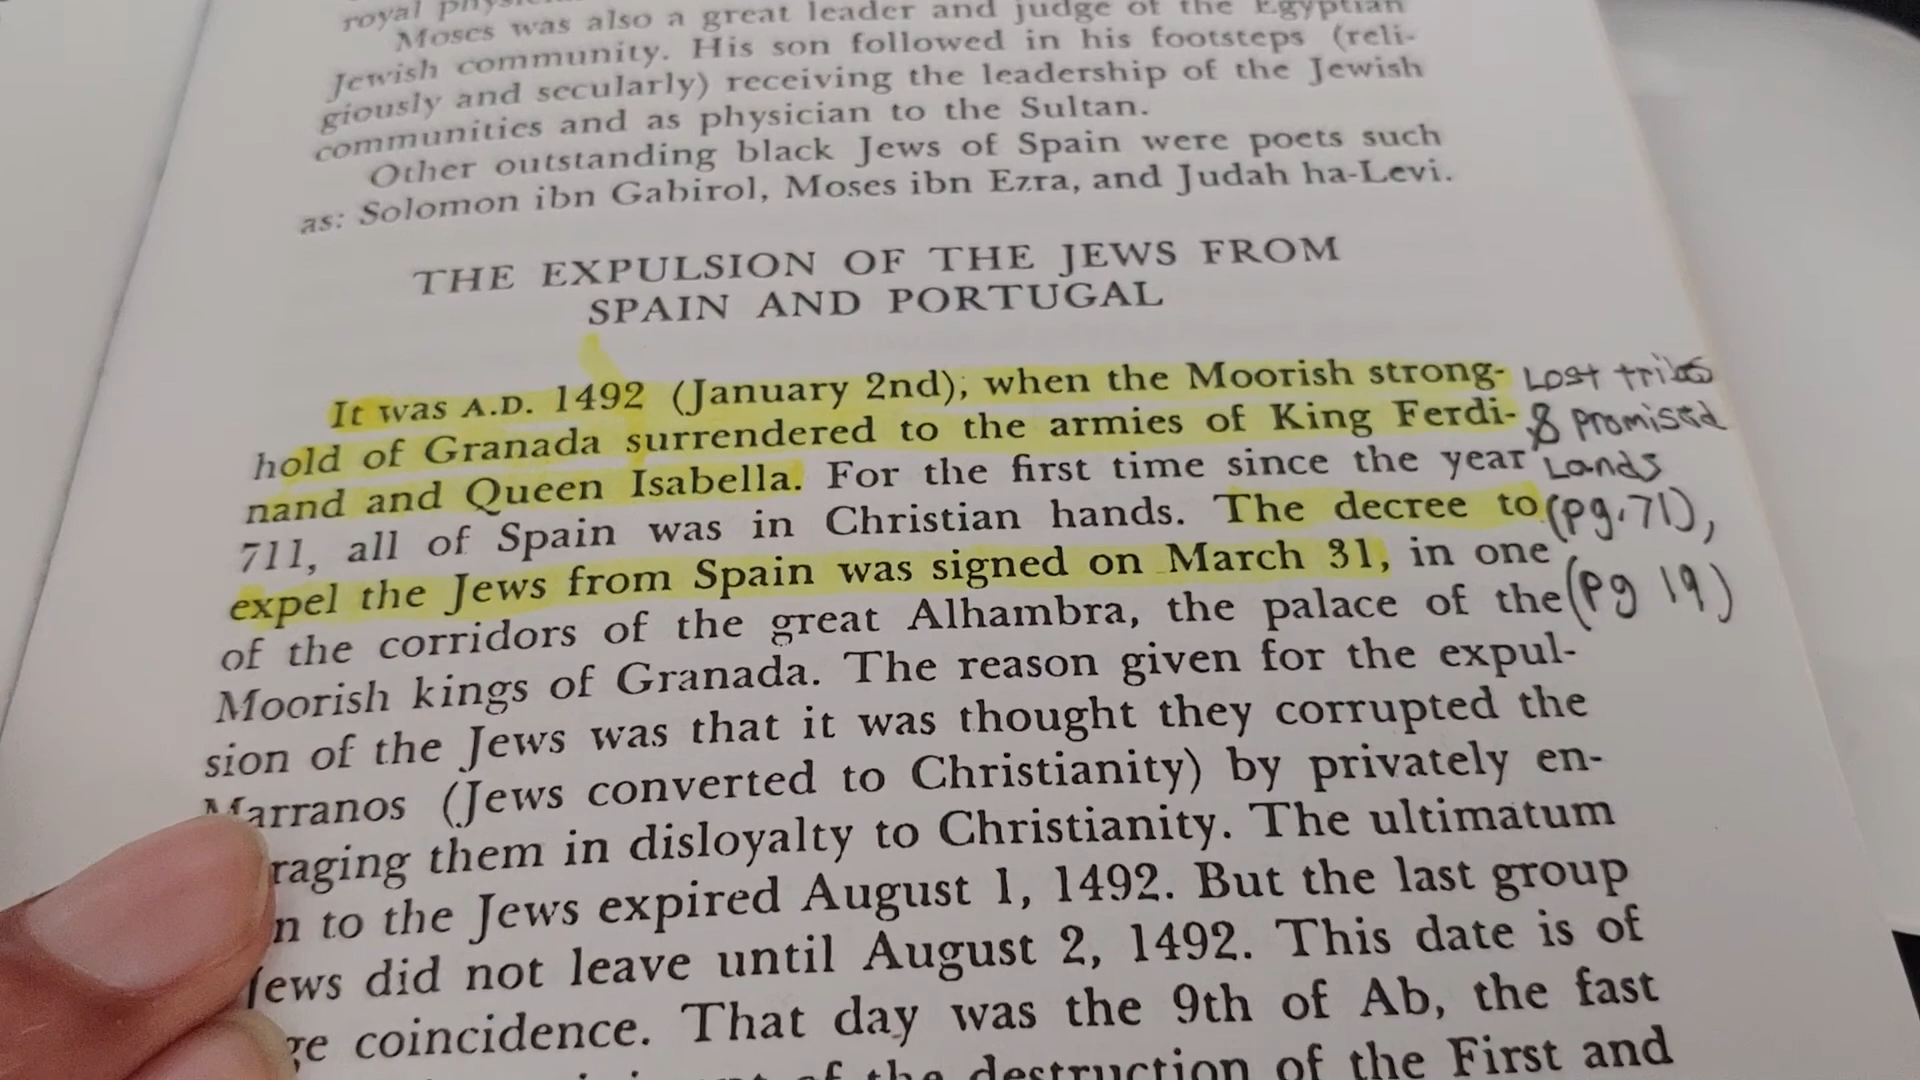 royal
Moses was also a great leader and judge of the Egyptian
Jewish community. His son followed in his footsteps (reli-
giously and secularly) receiving the leadership of the Jewish
communities and as physician to the Sultan.
Other outstanding black Jews of Spain were poets such
as: Solomon ibn Gabirol, Moses ibn Ezra, and Judah ha-Levi.
THE EXPULSION OF THE JEWS FROM
SPAIN AND PORTUGAL
It was A.D. 1492 (January 2nd), when the Moorish strong-
hold of Granada surrendered to the armies of King Ferdi-
nand and Queen Isabella. For the first time since the year
711, all of Spain was in Christian hands. The decree to
expel the Jews from Spain was signed on March 31, in one
of the corridors of the great Alhambra, the palace of the
Moorish kings of Granada. The reason given for the expul-
sion of the Jews was that it was thought they corrupted the
Marranos (Jews converted to Christianity) by privately en-
raging them in disloyalty to Christianity. The ultimatum
n to the Jews expired August 1, 1492. But the last group
Jews did not leave until August 2, 1492. This date is of
ge coincidence. That day was the 9th of Ab, the fast
of the destruction of the First and
Lost tribes
& promised
Lands
(pg.71),
(pg 19)